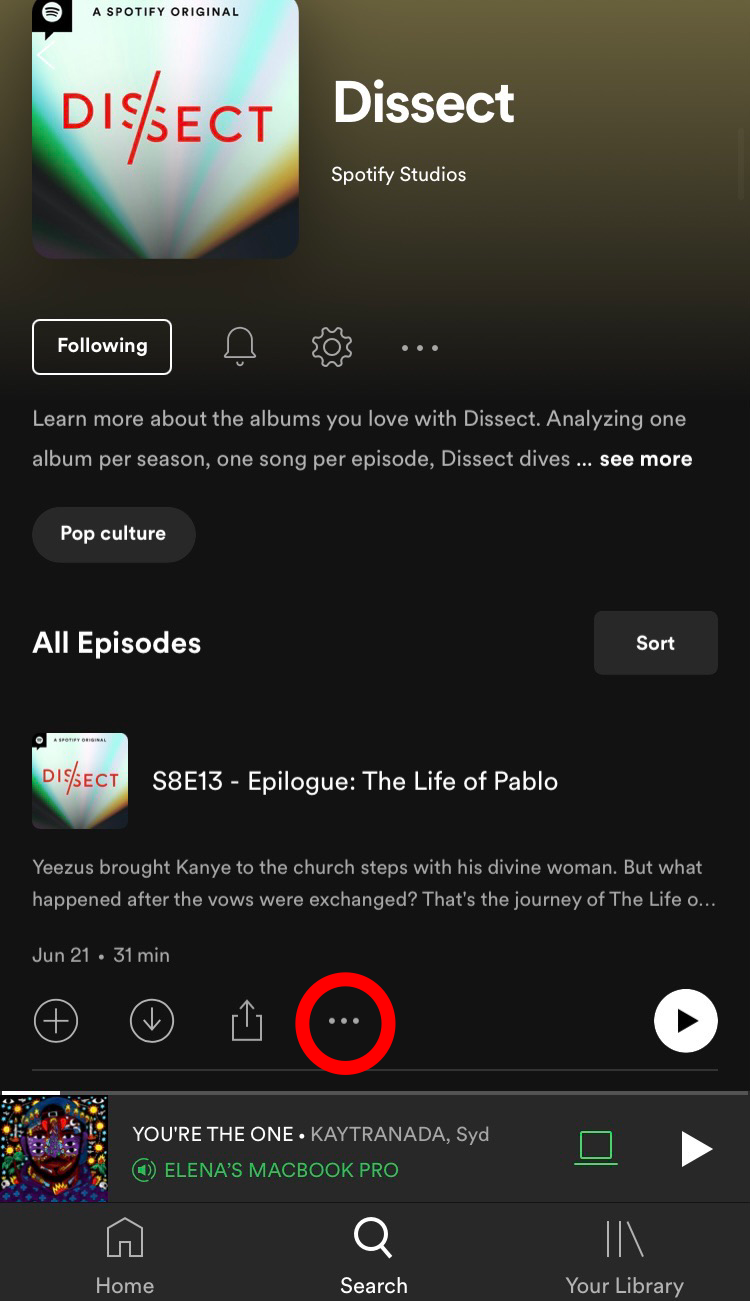 A SPOTIFY ORIGINAL
DISSECT
Dissect
Spotify Studios
Following
Learn more about the albums you love with Dissect. Analyzing one
album per season, one song per episode, Dissect dives ... see more
Pop culture
All Episodes
Sort
A SPOTIFY ORIGINAL
DISSECT
S8E13 - Epilogue: The Life of Pablo
Yeezus brought Kanye to the church steps with his divine woman. But what
happened after the vows were exchanged? That's the journey of The Life o...
Jun 21 • 31 min
YOU'RE THE ONE • KAYTRANADA, Syd
ELENA'S MACBOOK PRO
Home
Search
Your Library